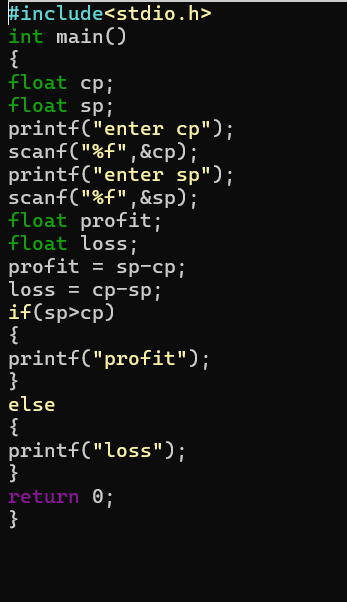 #include<stdio.h>
int main()
{
float cp;
float sp;
printf("enter cp");
scanf("%f",&cp);
printf("enter sp");
scanf("%f",&sp);
float profit;
float loss;
profit = sp-cp;
loss = cp-sp;
if(sp>cp)
{
printf("profit");
}
else
{
printf("loss");
}
return 0;
}